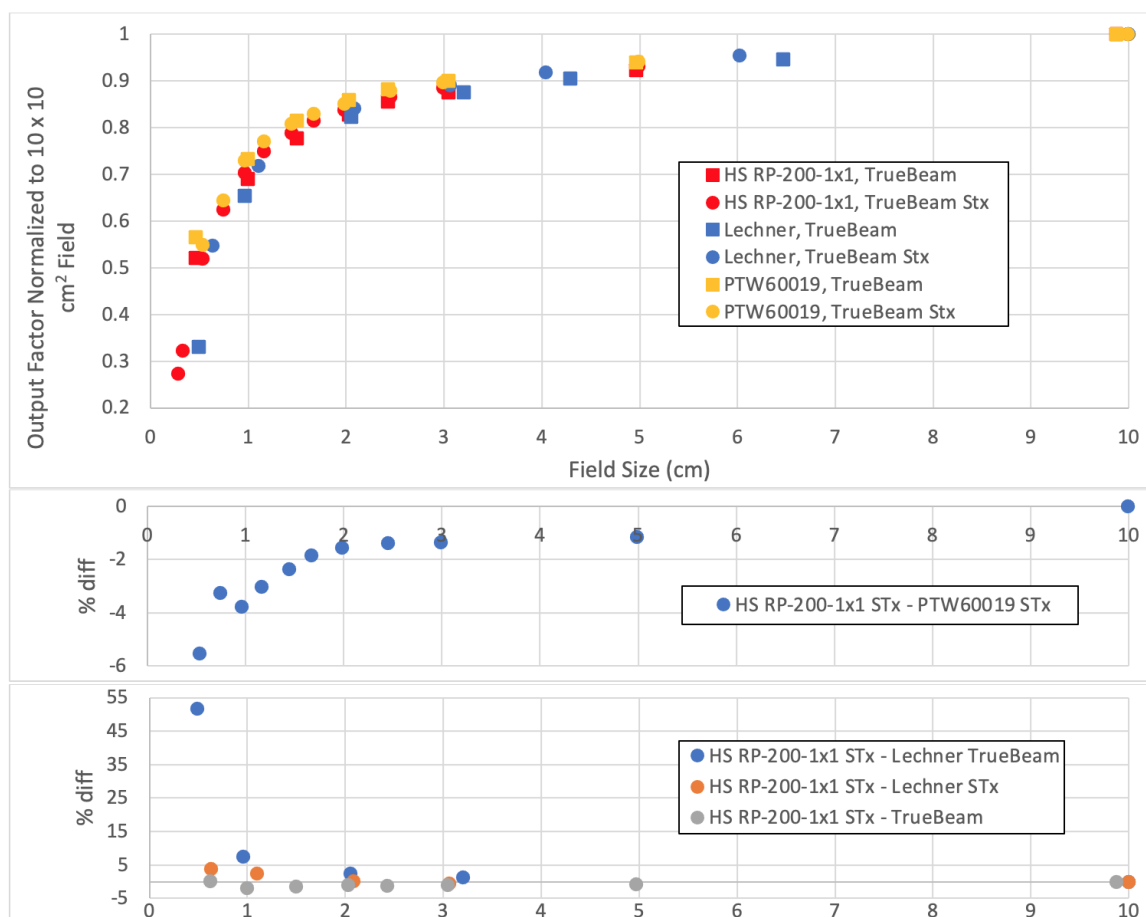 1
0.9
0.8
0.7
0.6
0.5
0.4
0.3
0.2
Output Factor Normalized to 10 x 10
cm² Field
HS RP-200-1x1, TrueBeam
HS RP-200-1x1, TrueBeam Stx
Lechner, TrueBeam
Lechner, TrueBeam Stx
PTW60019, TrueBeam
PTW60019, TrueBeam Stx
0 1 2 3 4 5 6 7 8 9 10
Field Size (cm)
0
-2
-4
-6
% diff
0 1 2 3 4 5 6 7 8 9 10
HS RP-200-1x1 STx - PTW60019 STx
55
45
35
25
15
5
-5
% diff
HS RP-200-1x1 STx - Lechner TrueBeam
HS RP-200-1x1 STx - Lechner STx
HS RP-200-1x1 STx - TrueBeam
0 1 2 3 4 5 6 7 8 9 10